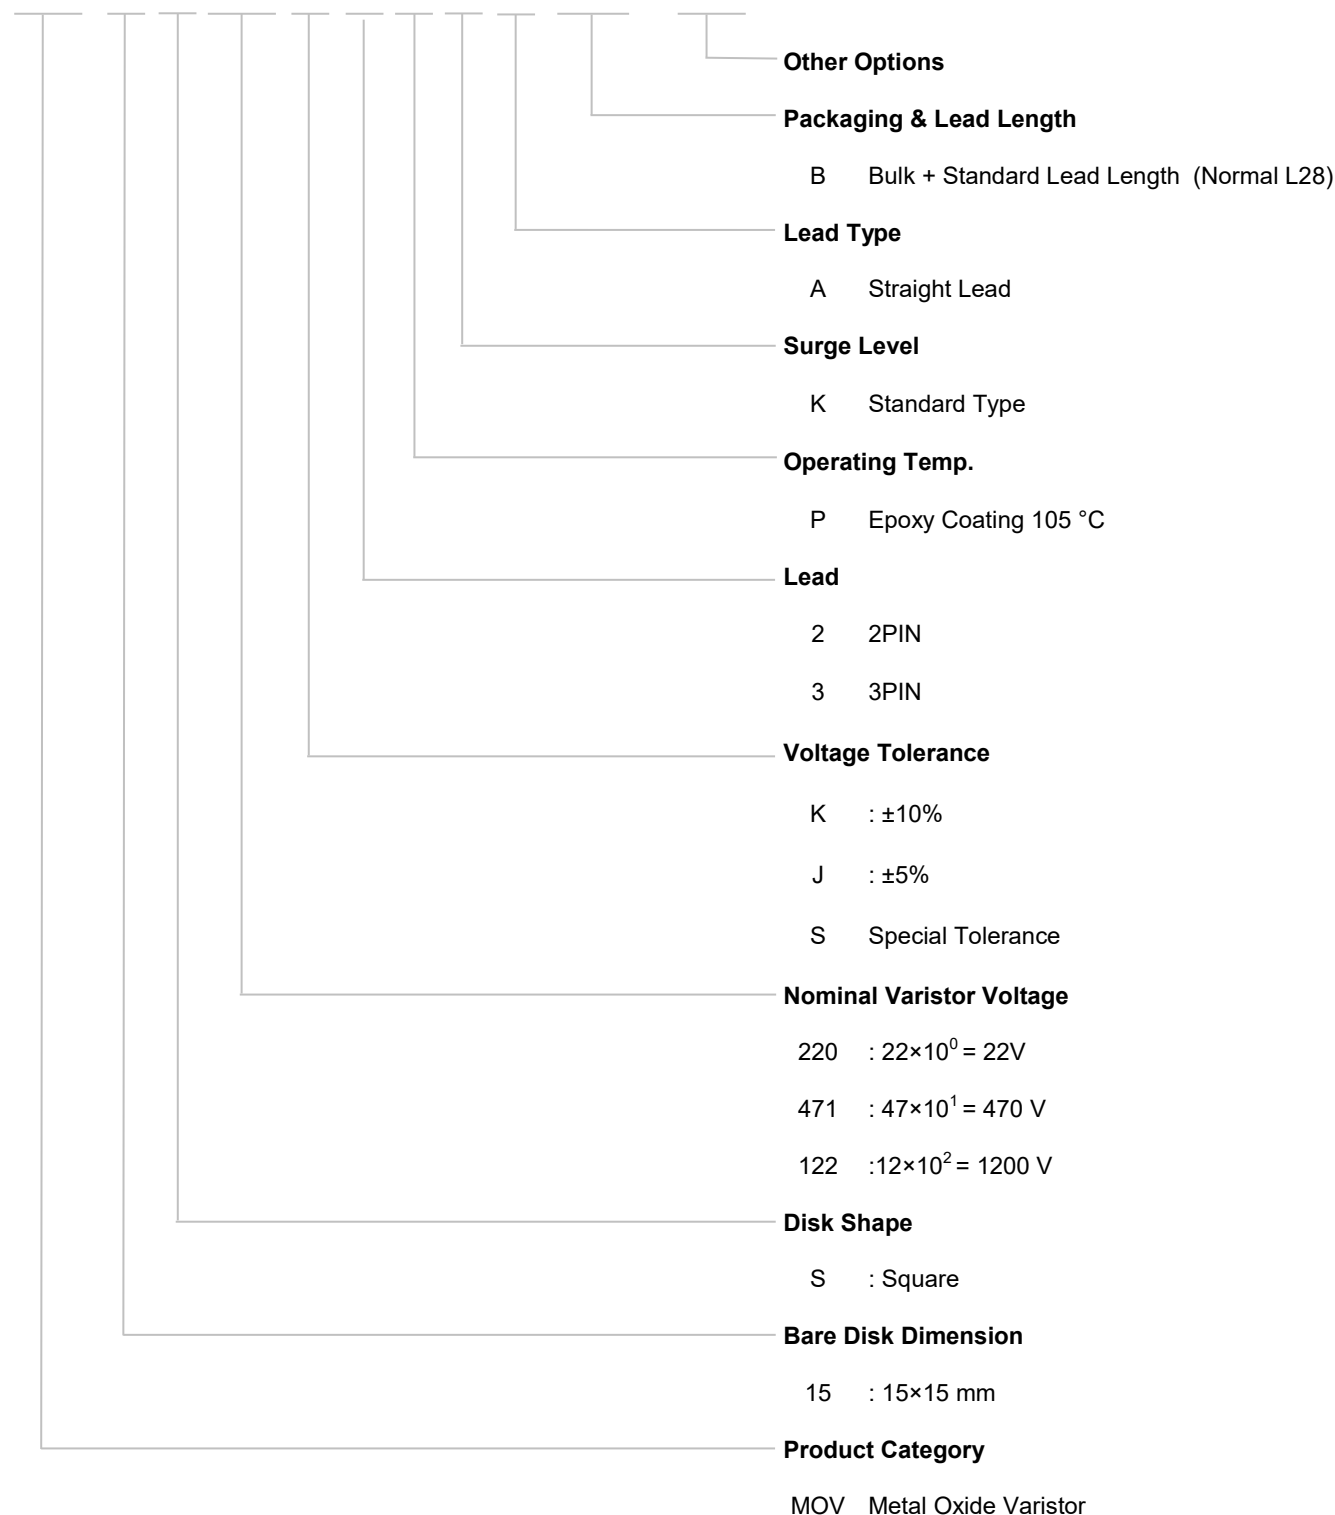 Other Options
Packaging & Lead Length
B Bulk + Standard Lead Length (Normal L28)
Lead Type
A Straight Lead
Surge Level
K Standard Type
Operating Temp.
P Epoxy Coating 105 °C
Lead
2 2PIN
3 3PIN
Voltage Tolerance
K : ±10%
J : ±5%
S Special Tolerance
Nominal Varistor Voltage
220 : 22×10⁰ = 22V
471 : 47×10¹ = 470 V
122 :12×10² = 1200 V
Disk Shape
S : Square
Bare Disk Dimension
15 : 15×15 mm
Product Category
MOV Metal Oxide Varistor